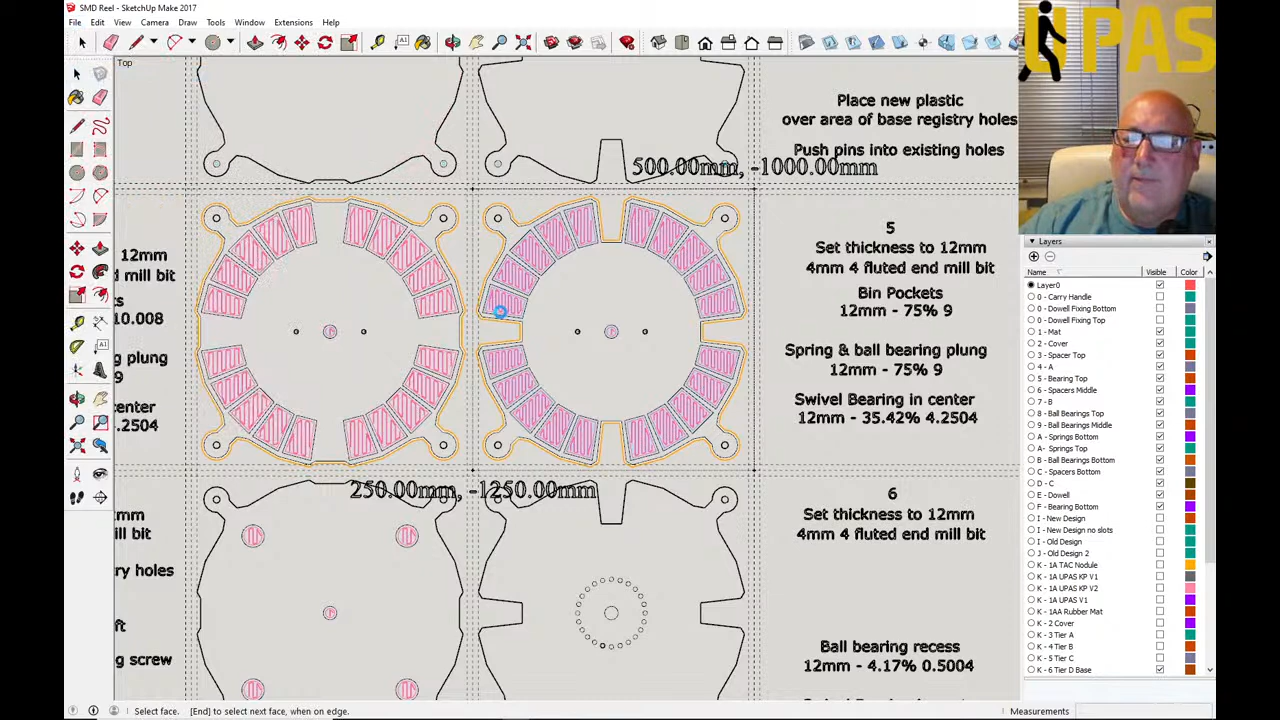 SMD Reel - SketchUp Make 2017
File Edit View Camera Draw Tools Window Extensions Help
Top
UPAS
Place new plastic
over area of base registry holes
Push pins into existing holes
500.00mm, -1000.00mm
12mm
d mill bit
10.008
g plung
9
enter
4.2504
5
Set thickness to 12mm
4mm 4 fluted end mill bit
Bin Pockets
12mm - 75% 9
Spring & ball bearing plung
12mm - 75% 9
Swivel Bearing in center
12mm - 35.42% 4.2504
250.00mm, -1250.00mm
mm
ill bit
ry holes
ft
g screw
6
Set thickness to 12mm
4mm 4 fluted end mill bit
Ball bearing recess
12mm - 4.17% 0.5004
Layers
Name Visible Color
Layer0
0 - Carry Handle
0 - Dowell Fixing Bottom
0 - Dowell Fixing Top
1 - Mat
2 - Cover
3 - Spacer Top
4 - A
5 - Bearing Top
6 - Spacers Middle
7 - B
8 - Ball Bearings Top
9 - Ball Bearings Middle
A - Springs Bottom
A- Springs Top
B - Ball Bearings Bottom
C - Spacers Bottom
D - C
E - Dowell
F - Bearing Bottom
I - New Design
I - New Design no slots
I - Old Design
J - Old Design 2
K - 1A TAC Nodule
K - 1A UPAS KP V1
K - 1A UPAS KP V2
K - 1A UPAS V1
K - 1AA Rubber Mat
K - 2 Cover
K - 3 Tier A
K - 4 Tier B
K - 5 Tier C
K - 6 Tier D Base
Select face. [End] to select next face, when on edge.
Measurements